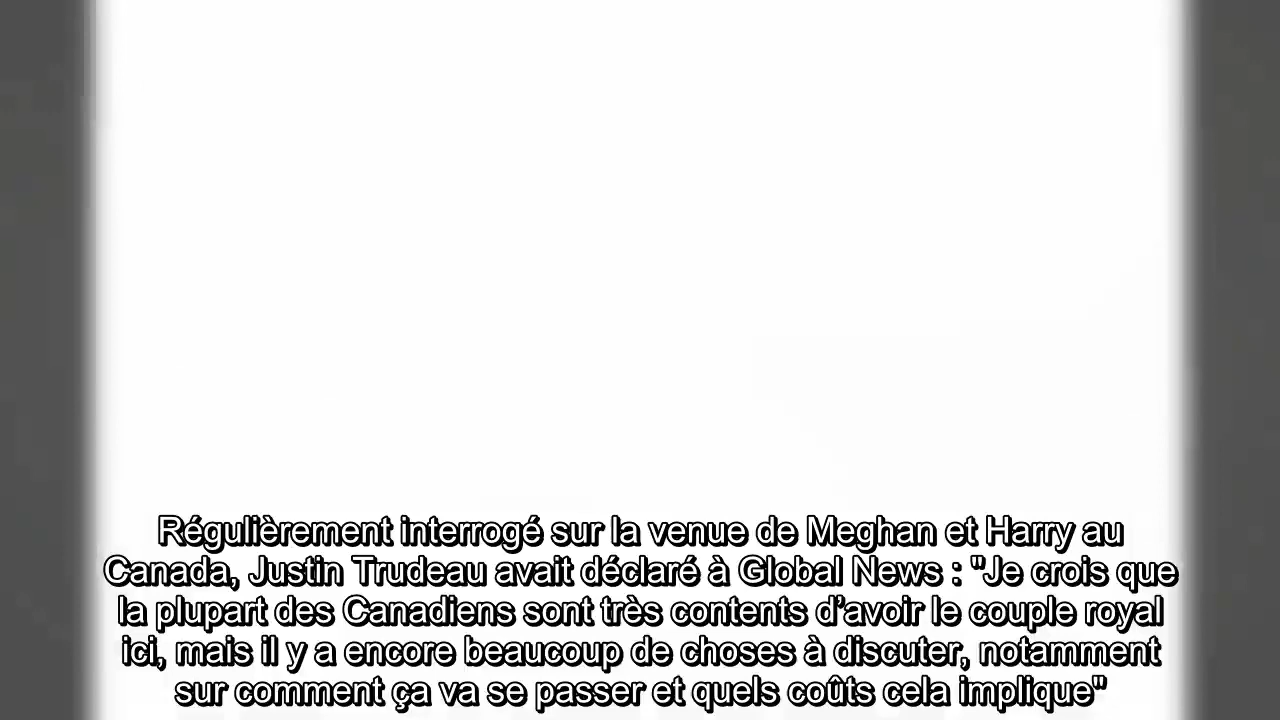 Régulièrement interrogé sur la venue de Meghan et Harry au
Canada, Justin Trudeau avait déclaré à Global News : "Je crois que
la plupart des Canadiens sont très contents d’avoir le couple royal
ici, mais il y a encore beaucoup de choses à discuter, notamment
sur comment ça va se passer et quels coûts cela implique"